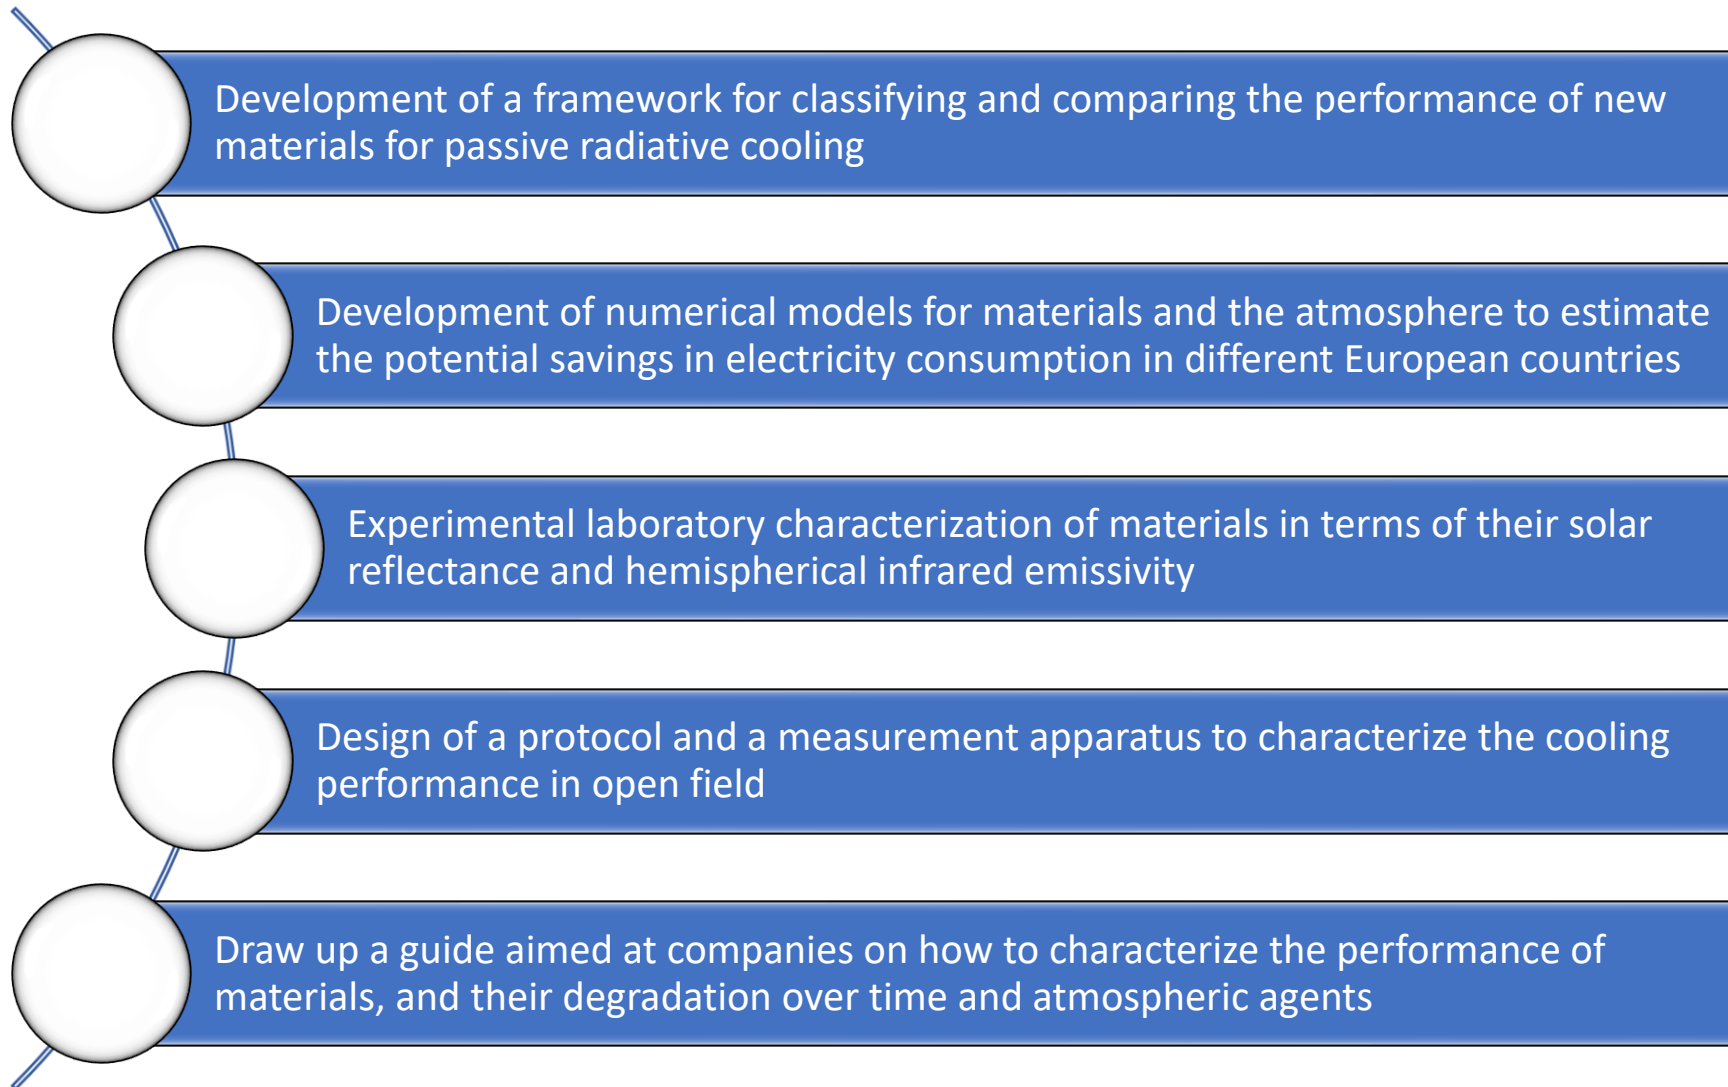 Development of a framework for classifying and comparing the performance of new
materials for passive radiative cooling
Development of numerical models for materials and the atmosphere to estimate
the potential savings in electricity consumption in different European countries
Experimental laboratory characterization of materials in terms of their solar
reflectance and hemispherical infrared emissivity
Design of a protocol and a measurement apparatus to characterize the cooling
performance in open field
Draw up a guide aimed at companies on how to characterize the performance of
materials, and their degradation over time and atmospheric agents